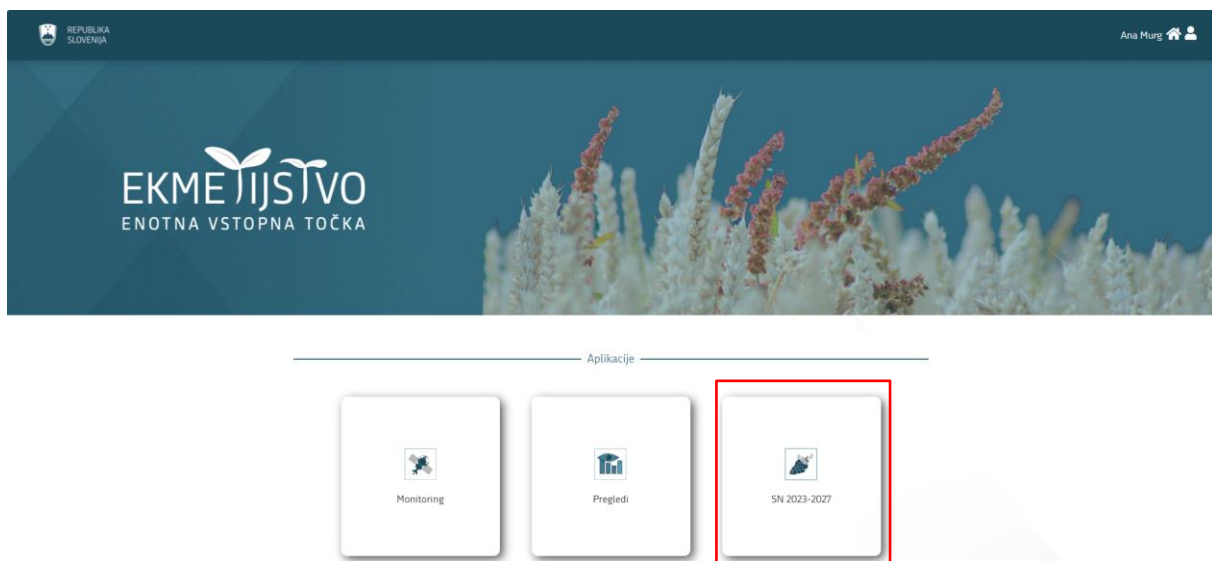 REPUBLIKA
SLOVENIJA
Ana Murg
EKMETIJSTVO
ENOTNA VSTOPNA TOČKA
Aplikacije
Monitoring
Pregledi
SN 2023-2027